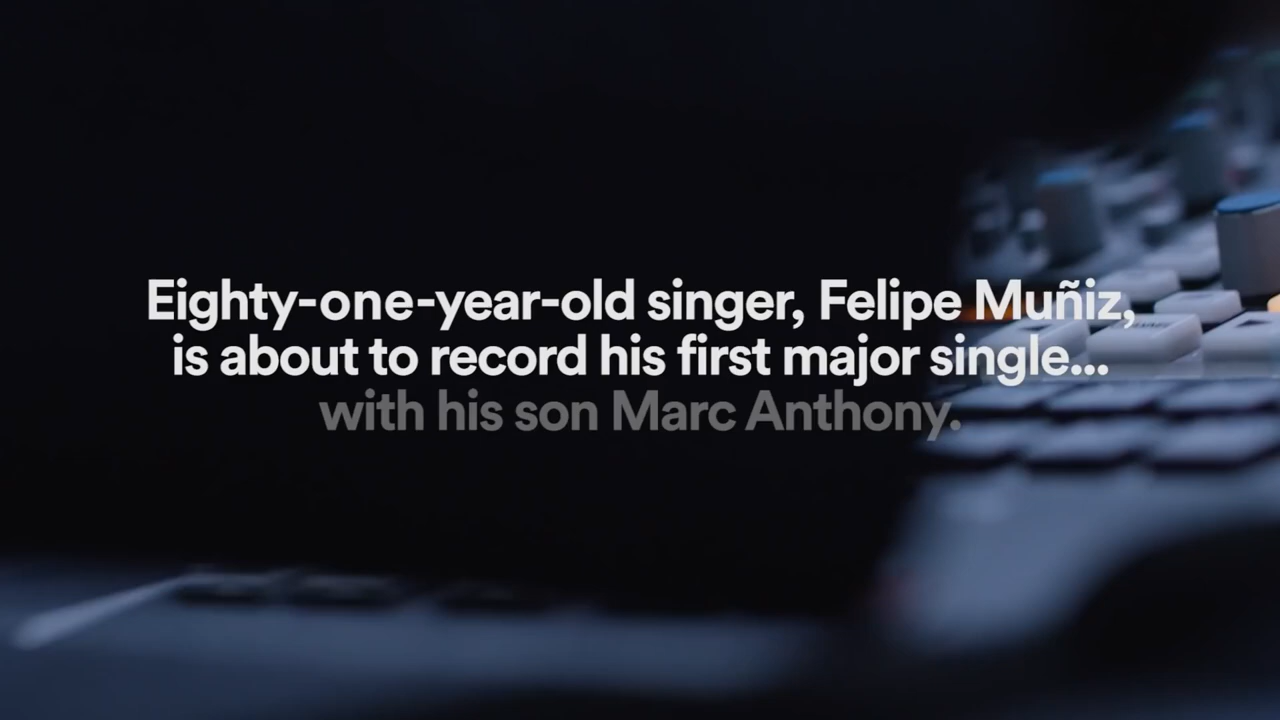 Eighty-one-year-old singer, Felipe Muñiz,
is about to record his first major single...
with his son Marc Anthony.